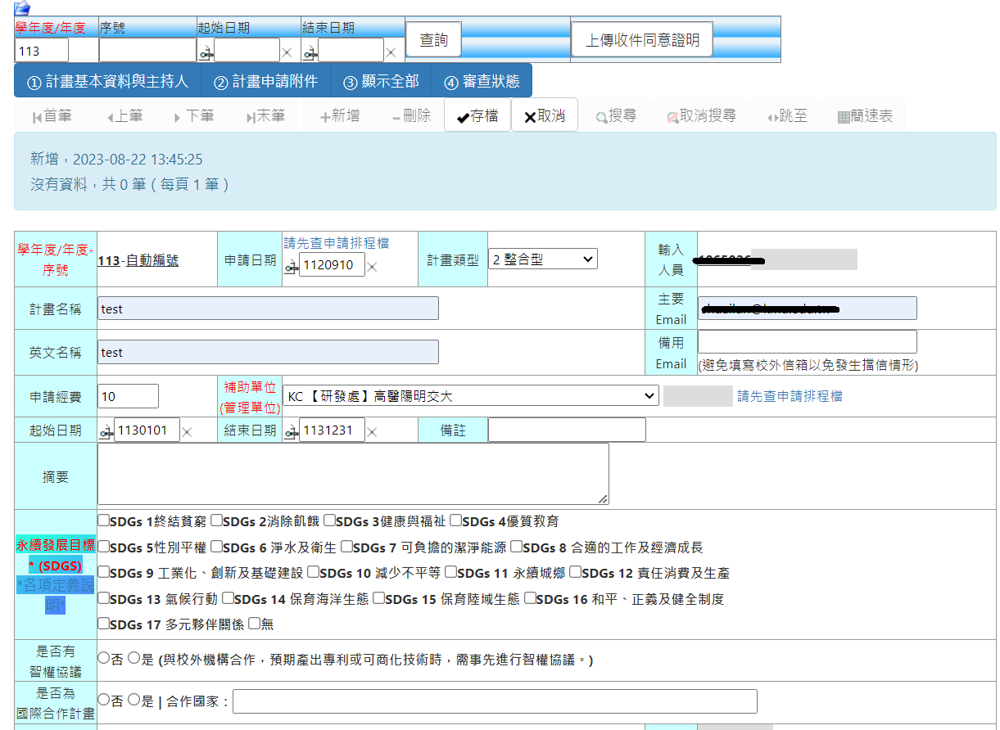 學年度/年度 序號 起始日期 結束日期
113 查詢 上傳收件同意證明
① 計畫基本資料與主持人 ② 計畫申請附件 ③ 顯示全部 ④ 審查狀態
首筆 上筆 下筆 末筆 新增 刪除 存檔 取消 搜尋 取消搜尋 跳至 簡速表
新增，2023-08-22 13:45:25
沒有資料，共 0 筆 ( 每頁 1 筆 )
學年度/年度-
序號
113-自動編號
申請日期
請先查申請排程檔
1120910
計畫類型 2 整合型
輸入
人員
計畫名稱 test
主要
Email
英文名稱 test
備用
Email
(避免填寫校外信箱以免發生擋信情形)
申請經費 10
補助單位
(管理單位)
KC 【研發處】高醫陽明交大 請先查申請排程檔
起始日期 1130101 結束日期 1131231 備註
摘要
永續發展目標
* (SDGS)
*各項定義說
明*
SDGs 1終結貧窮 SDGs 2消除飢餓 SDGs 3健康與福祉 SDGs 4優質教育
SDGs 5性別平權 SDGs 6 淨水及衛生 SDGs 7 可負擔的潔淨能源 SDGs 8 合適的工作及經濟成長
SDGs 9 工業化、創新及基礎建設 SDGs 10 減少不平等 SDGs 11 永續城鄉 SDGs 12 責任消費及生產
SDGs 13 氣候行動 SDGs 14 保育海洋生態 SDGs 15 保育陸域生態 SDGs 16 和平、正義及健全制度
SDGs 17 多元夥伴關係 無
是否有
智權協議
否 是 (與校外機構合作，預期產出專利或可商化技術時，需事先進行智權協議。)
是否為
國際合作計畫
否 是 | 合作國家：